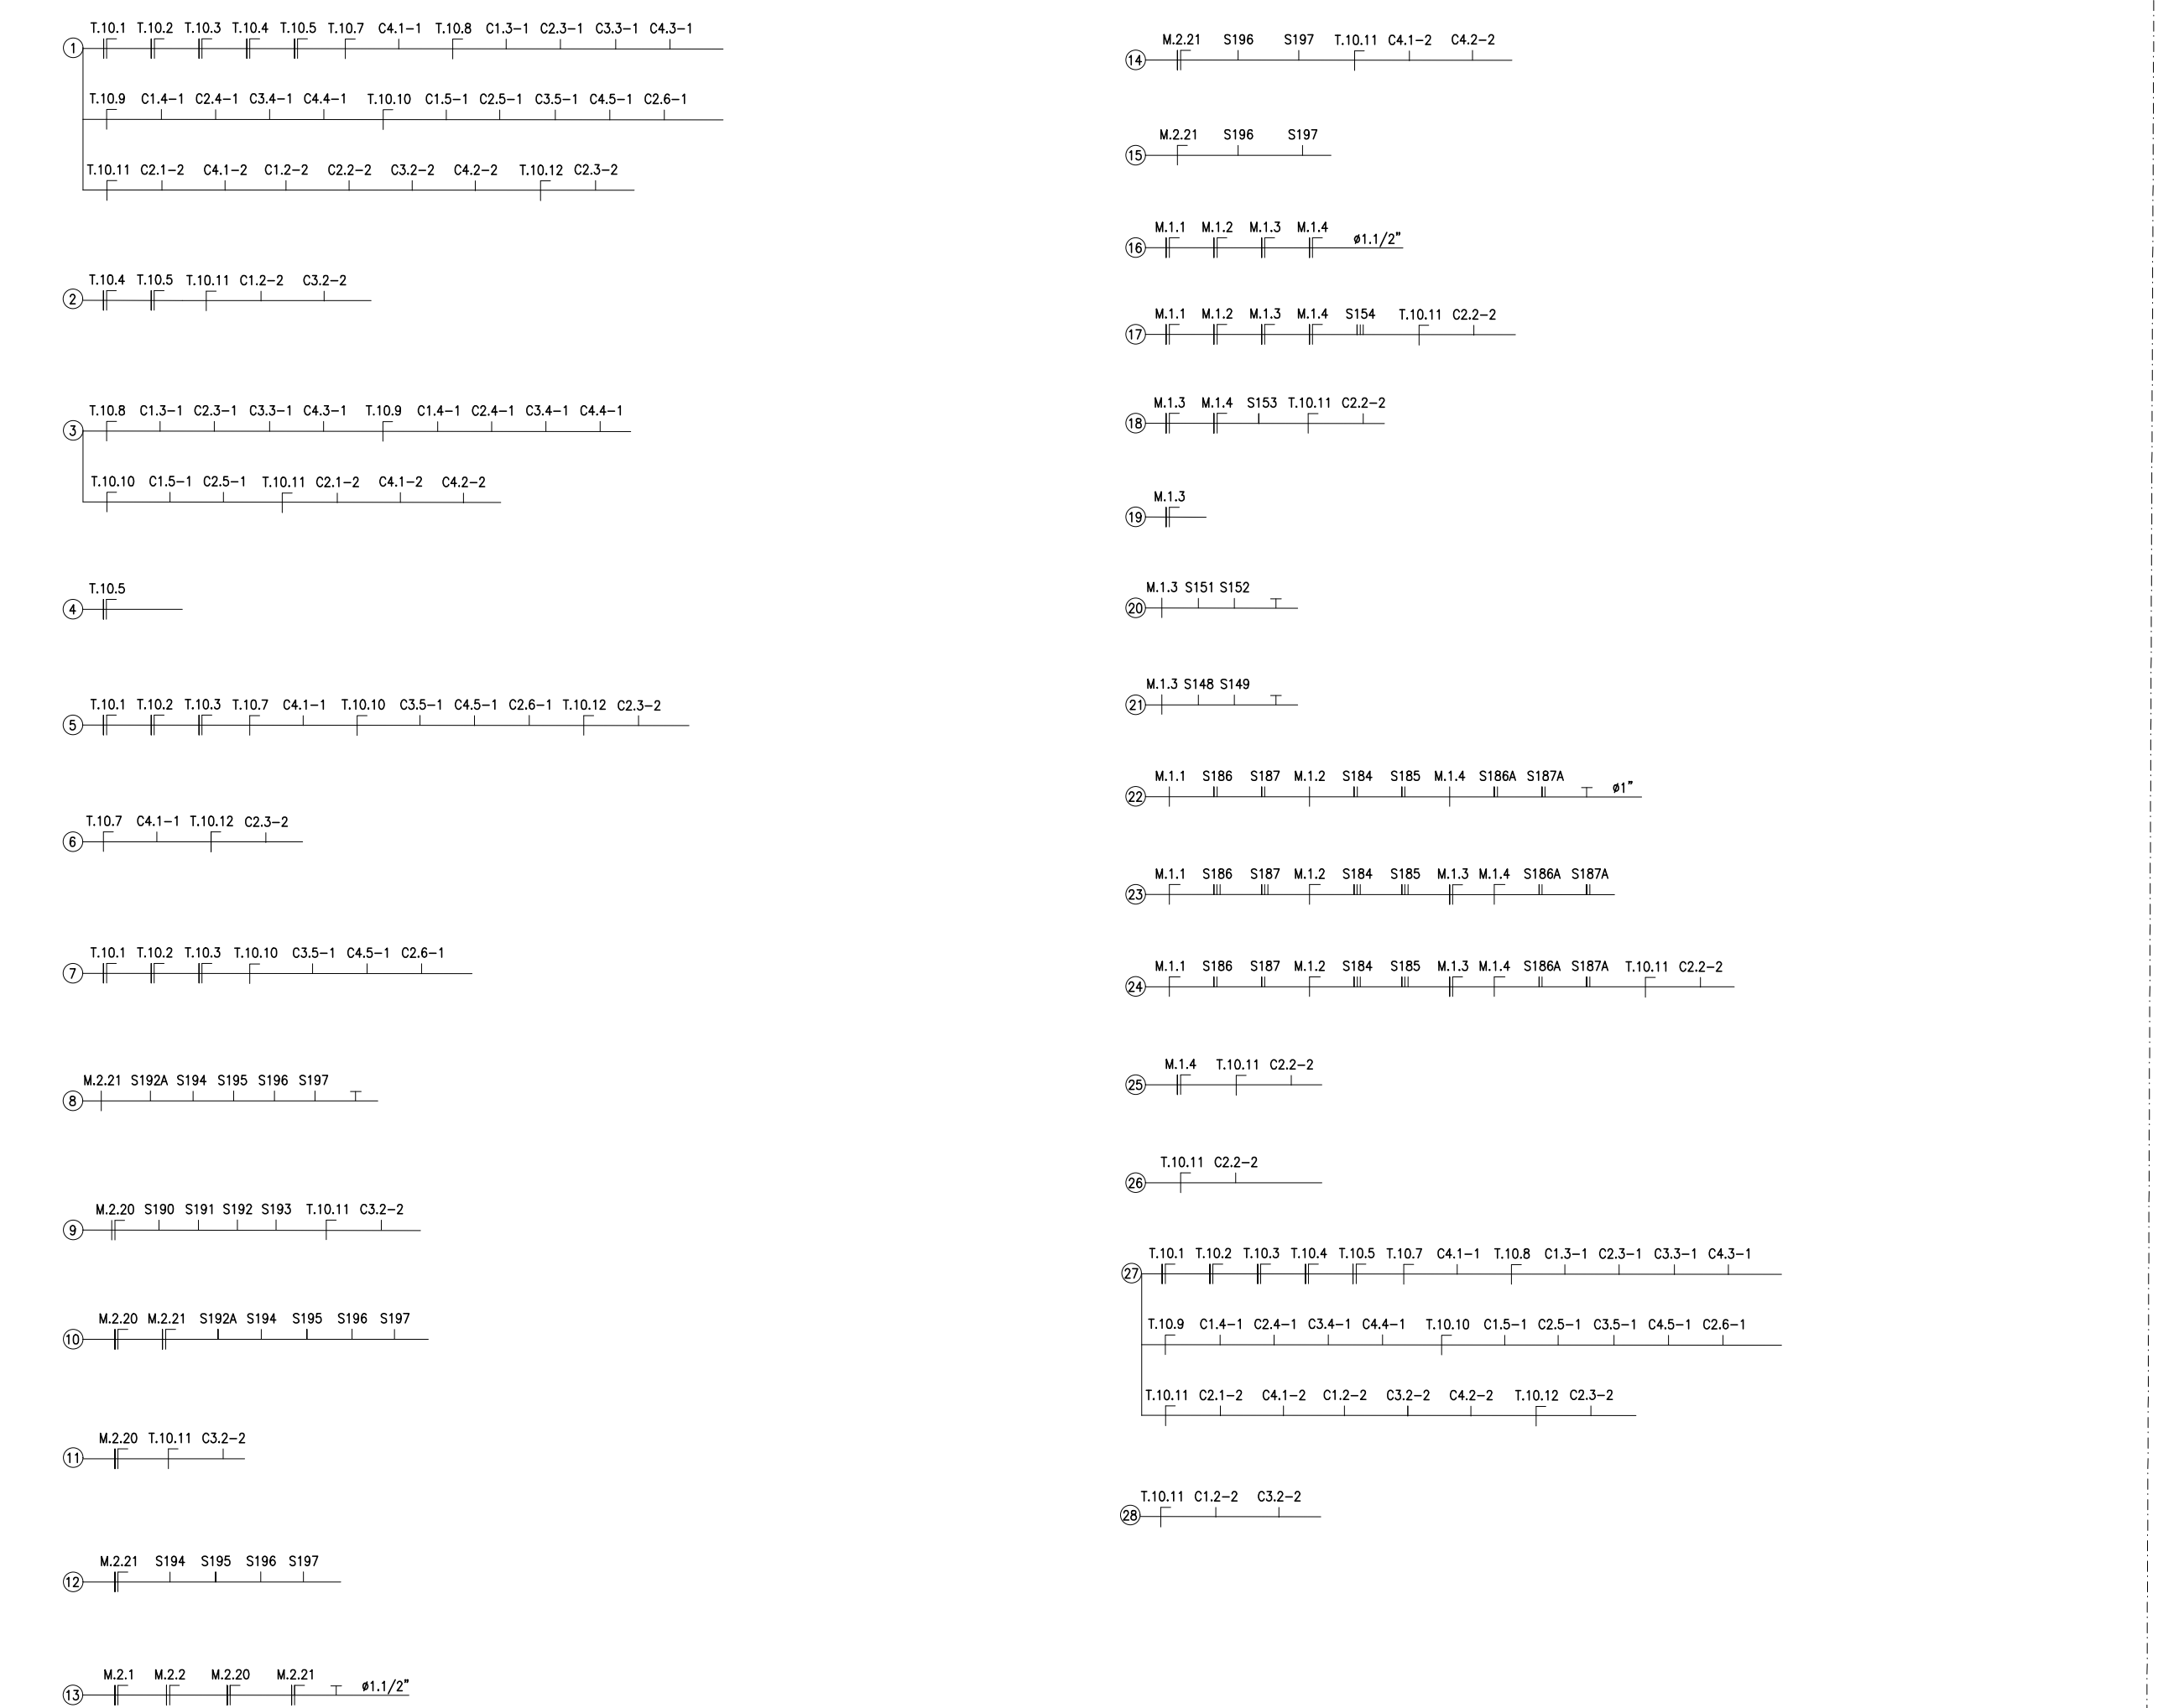 T.10.1 T.10.2 T.10.3 T.10.4 T.10.5 T.10.7 C4.1-1 T.10.8 C1.3-1 C2.3-1 C3.3-1 C4.3-1
1
T.10.9 C1.4-1 C2.4-1 C3.4-1 C4.4-1 T.10.10 C1.5-1 C2.5-1 C3.5-1 C4.5-1 C2.6-1
T.10.11 C2.1-2 C4.1-2 C1.2-2 C2.2-2 C3.2-2 C4.2-2 T.10.12 C2.3-2
T.10.4 T.10.5 T.10.11 C1.2-2 C3.2-2
2
T.10.8 C1.3-1 C2.3-1 C3.3-1 C4.3-1 T.10.9 C1.4-1 C2.4-1 C3.4-1 C4.4-1
3
T.10.10 C1.5-1 C2.5-1 T.10.11 C2.1-2 C4.1-2 C4.2-2
T.10.5
4
T.10.1 T.10.2 T.10.3 T.10.7 C4.1-1 T.10.10 C3.5-1 C4.5-1 C2.6-1 T.10.12 C2.3-2
5
T.10.7 C4.1-1 T.10.12 C2.3-2
6
T.10.1 T.10.2 T.10.3 T.10.10 C3.5-1 C4.5-1 C2.6-1
7
M.2.21 S192A S194 S195 S196 S197
8
M.2.20 S190 S191 S192 S193 T.10.11 C3.2-2
9
M.2.20 M.2.21 S192A S194 S195 S196 S197
10
M.2.20 T.10.11 C3.2-2
11
M.2.21 S194 S195 S196 S197
12
M.2.1 M.2.2 M.2.20 M.2.21 ø1.1/2"
13
M.2.21 S196 S197 T.10.11 C4.1-2 C4.2-2
14
M.2.21 S196 S197
15
M.1.1 M.1.2 M.1.3 M.1.4 ø1.1/2"
16
M.1.1 M.1.2 M.1.3 M.1.4 S154 T.10.11 C2.2-2
17
M.1.3 M.1.4 S153 T.10.11 C2.2-2
18
M.1.3
19
M.1.3 S151 S152
20
M.1.3 S148 S149
21
M.1.1 S186 S187 M.1.2 S184 S185 M.1.4 S186A S187A ø1"
22
M.1.1 S186 S187 M.1.2 S184 S185 M.1.3 M.1.4 S186A S187A
23
M.1.1 S186 S187 M.1.2 S184 S185 M.1.3 M.1.4 S186A S187A T.10.11 C2.2-2
24
M.1.4 T.10.11 C2.2-2
25
T.10.11 C2.2-2
26
T.10.1 T.10.2 T.10.3 T.10.4 T.10.5 T.10.7 C4.1-1 T.10.8 C1.3-1 C2.3-1 C3.3-1 C4.3-1
27
T.10.9 C1.4-1 C2.4-1 C3.4-1 C4.4-1 T.10.10 C1.5-1 C2.5-1 C3.5-1 C4.5-1 C2.6-1
T.10.11 C2.1-2 C4.1-2 C1.2-2 C3.2-2 C4.2-2 T.10.12 C2.3-2
T.10.11 C1.2-2 C3.2-2
28